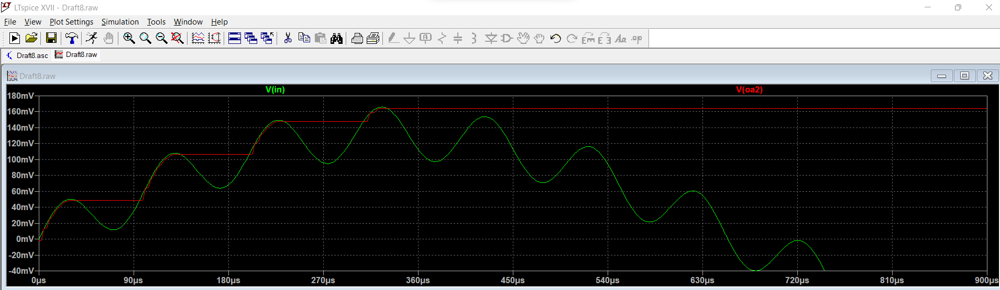 LTspice XVII - Draft8.raw
File View Plot Settings Simulation Tools Window Help
Draft8.asc Draft8.raw
Draft8.raw
V(in) V(oa2)
180mV
160mV
140mV
120mV
100mV
80mV
60mV
40mV
20mV
0mV
-20mV
-40mV
0µs 90µs 180µs 270µs 360µs 450µs 540µs 630µs 720µs 810µs 900µs